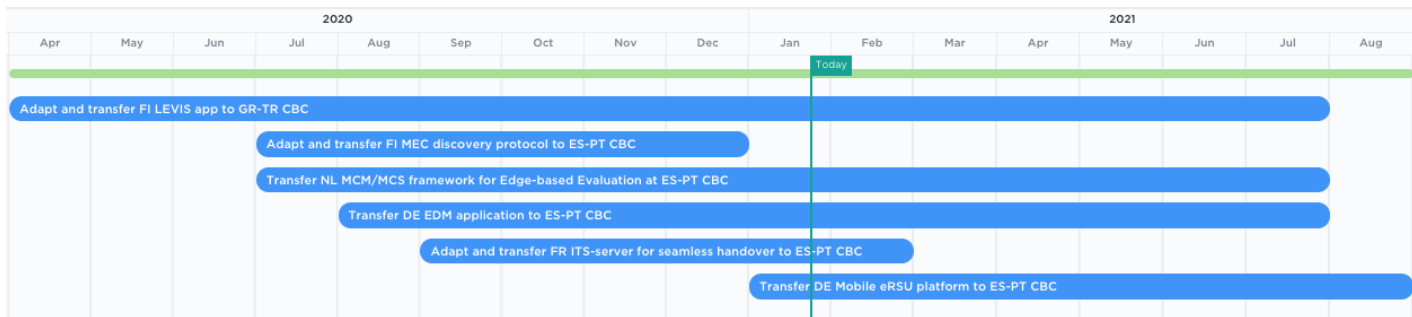 2020 2021
Apr May Jun Jul Aug Sep Oct Nov Dec Jan Feb Mar Apr May Jun Jul Aug
Today
Adapt and transfer FI LEVIS app to GR-TR CBC
Adapt and transfer FI MEC discovery protocol to ES-PT CBC
Transfer NL MCM/MCS framework for Edge-based Evaluation at ES-PT CBC
Transfer DE EDM application to ES-PT CBC
Adapt and transfer FR ITS-server for seamless handover to ES-PT CBC
Transfer DE Mobile eRSU platform to ES-PT CBC